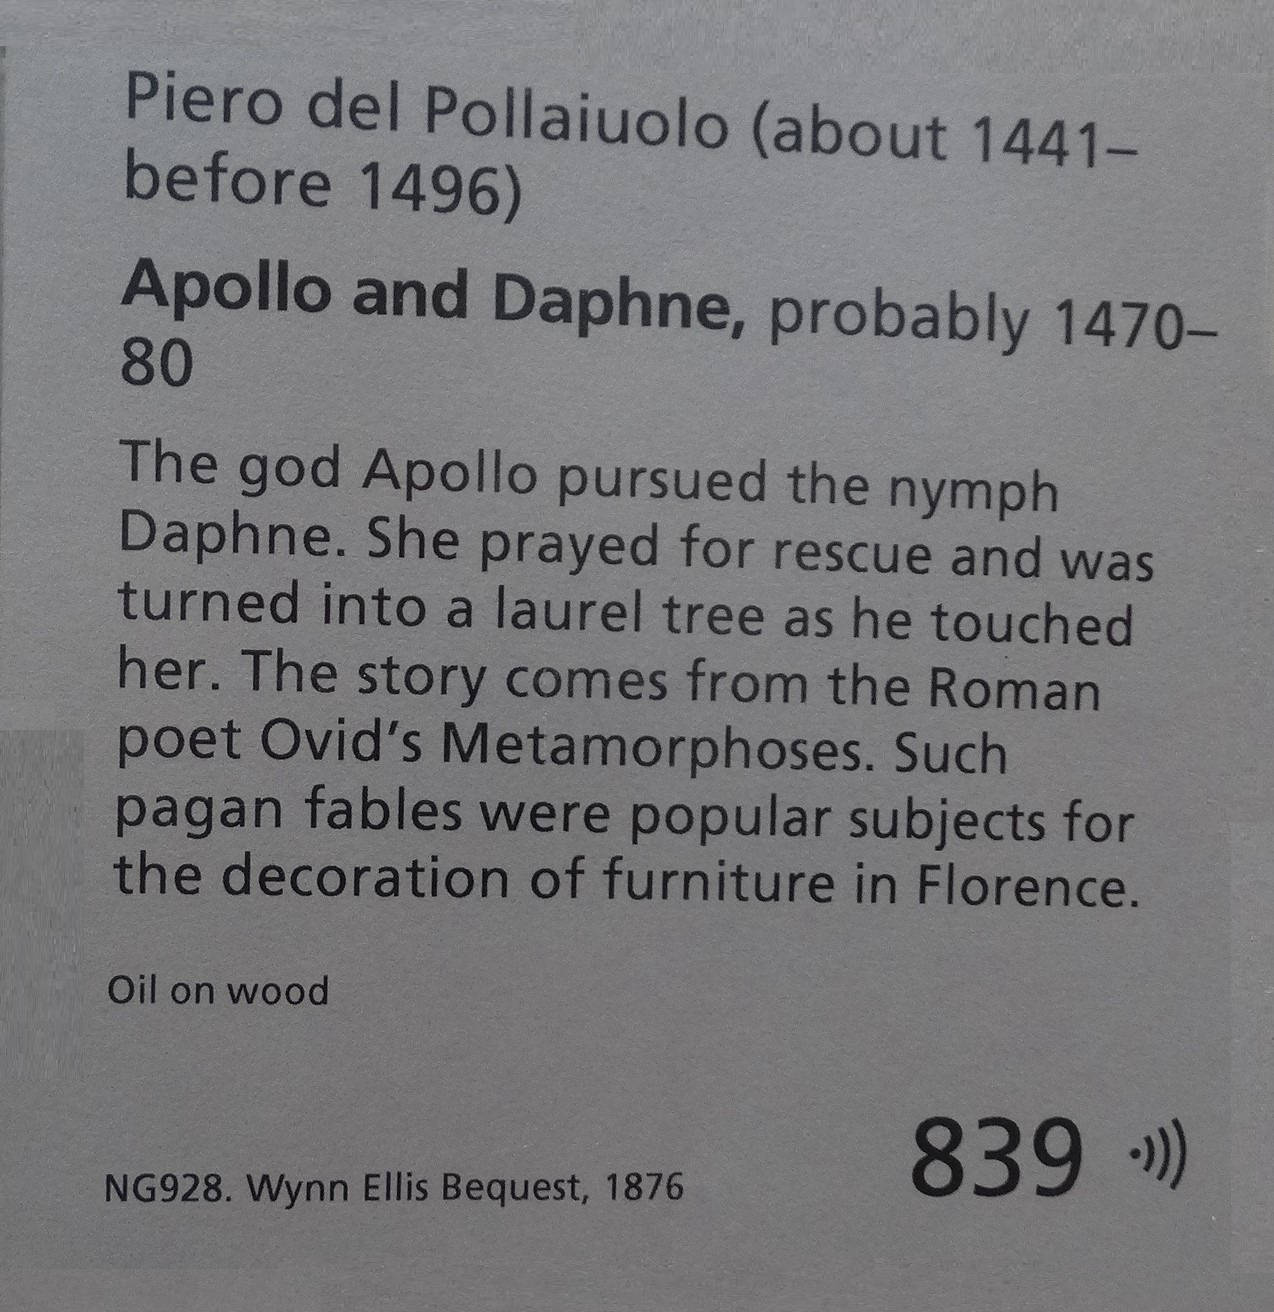 Piero del Pollaiuolo (about 1441–
before 1496)
Apollo and Daphne, probably 1470–
80
The god Apollo pursued the nymph
Daphne. She prayed for rescue and was
turned into a laurel tree as he touched
her. The story comes from the Roman
poet Ovid’s Metamorphoses. Such
pagan fables were popular subjects for
the decoration of furniture in Florence.
Oil on wood
839
NG928. Wynn Ellis Bequest, 1876